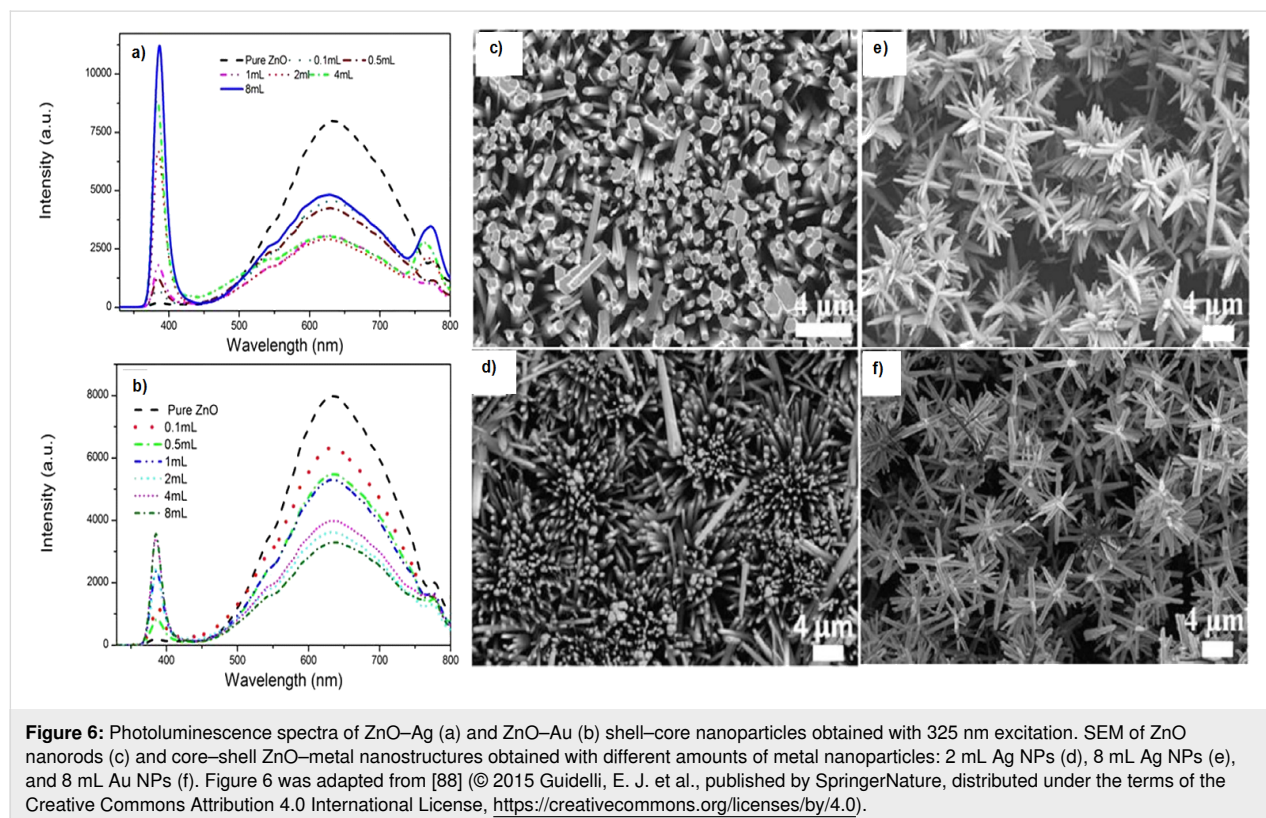 a)
Pure ZnO 0.1mL 0.5mL
1mL 2ml 4mL
8mL
10000
7500
5000
2500
0
Intensity (a.u.)
400 500 600 700 800
Wavelength (nm)
b)
Pure ZnO
0.1mL
0.5mL
1mL
2mL
4mL
8mL
8000
6000
4000
2000
0
Intensity (a.u.)
400 500 600 700 800
Wavelength (nm)
c)
4 μm
d)
4 μm
e)
4 μm
f)
4 μm
Figure 6: Photoluminescence spectra of ZnO–Ag (a) and ZnO–Au (b) shell–core nanoparticles obtained with 325 nm excitation. SEM of ZnO
nanorods (c) and core–shell ZnO–metal nanostructures obtained with different amounts of metal nanoparticles: 2 mL Ag NPs (d), 8 mL Ag NPs (e),
and 8 mL Au NPs (f). Figure 6 was adapted from [88] (© 2015 Guidelli, E. J. et al., published by SpringerNature, distributed under the terms of the
Creative Commons Attribution 4.0 International License, https://creativecommons.org/licenses/by/4.0).